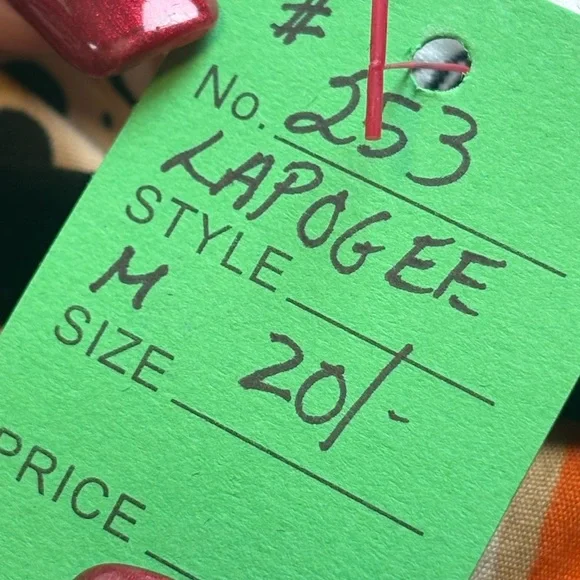 #
No. 253
LAPOGEE
STYLE
M
SIZE 20/-
PRICE